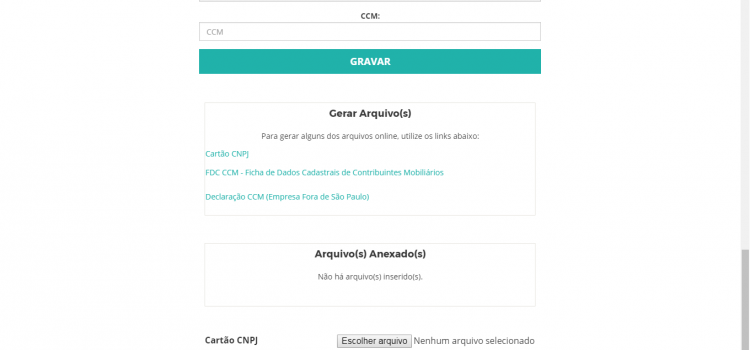 CCM:
CCM
GRAVAR
Gerar Arquivo(s)
Para gerar alguns dos arquivos online, utilize os links abaixo:
Cartão CNPJ
FDC CCM - Ficha de Dados Cadastrais de Contribuintes Mobiliários
Declaração CCM (Empresa Fora de São Paulo)
Arquivo(s) Anexado(s)
Não há arquivo(s) inserido(s).
Cartão CNPJ Escolher arquivo Nenhum arquivo selecionado